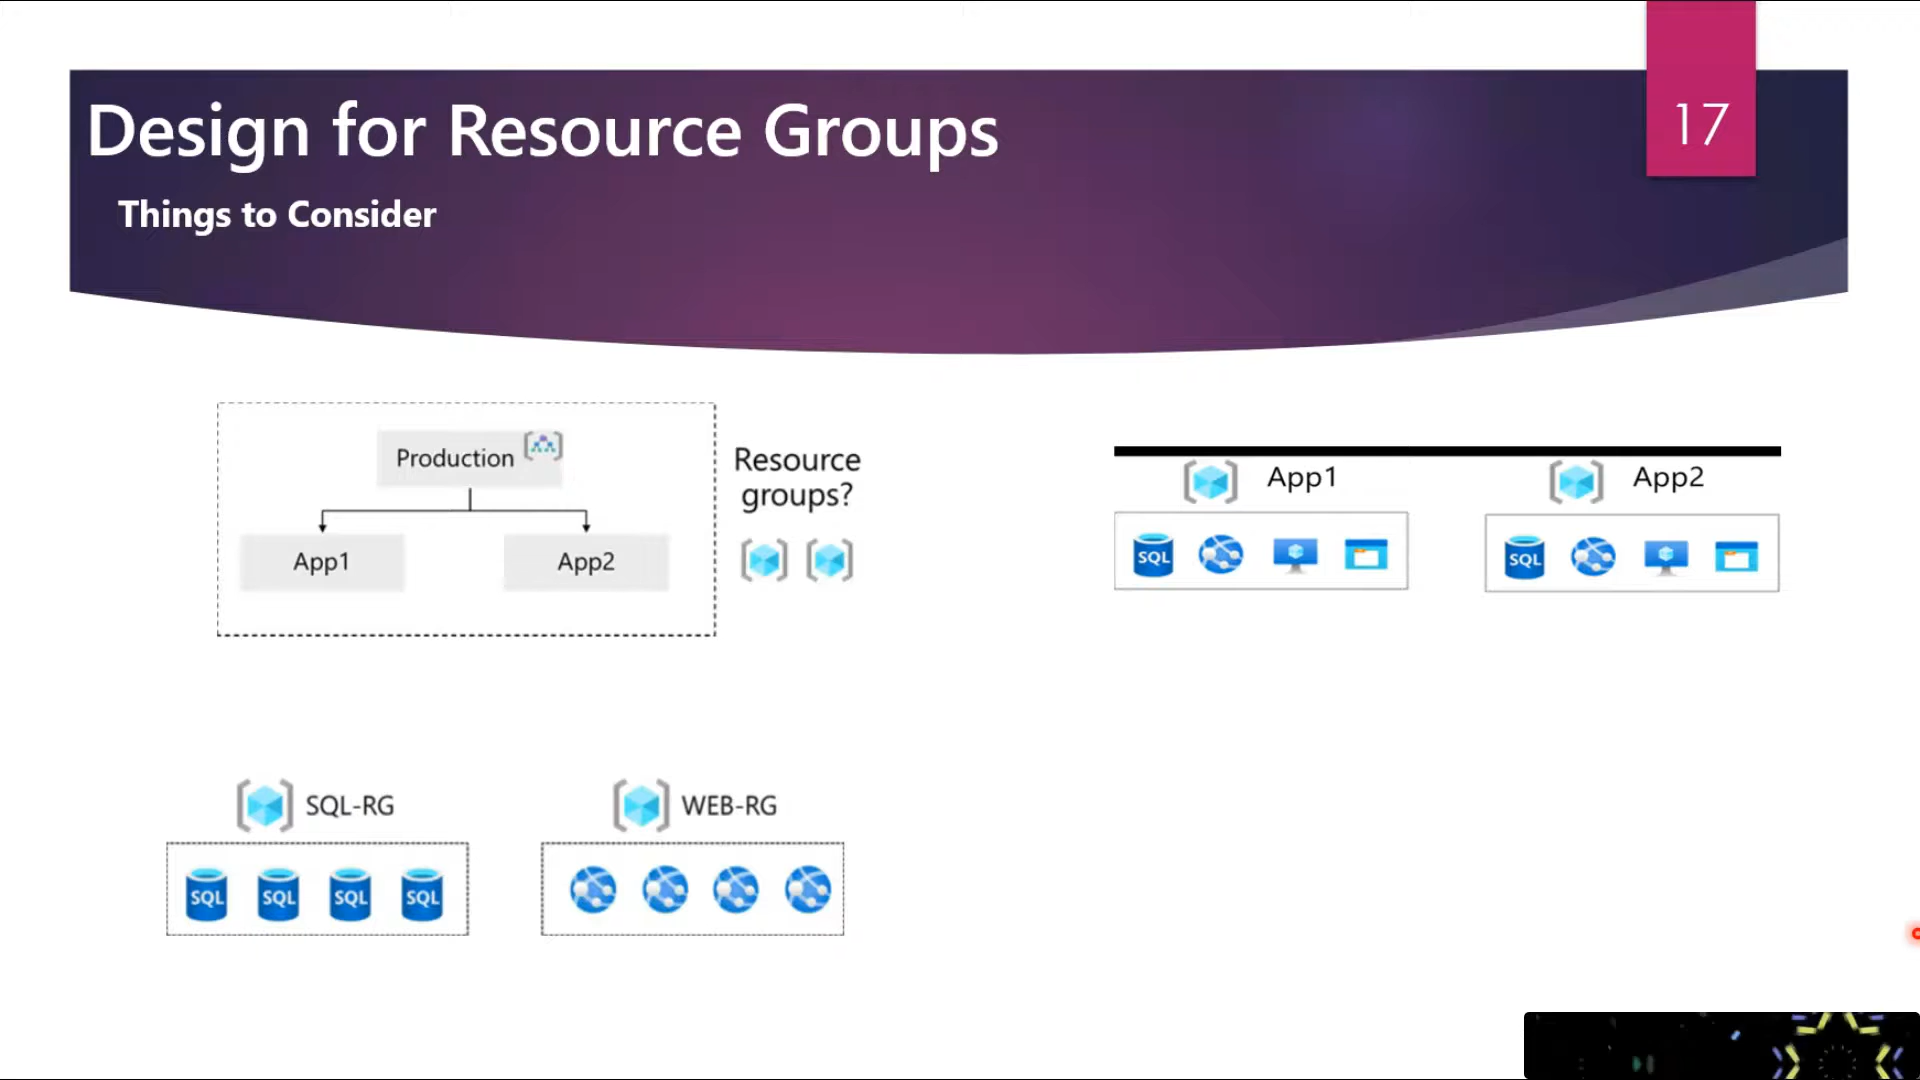 Design for Resource Groups
17
Things to Consider
Production
App1
App2
Resource
groups?
App1
App2
SQL
SQL
SQL-RG
WEB-RG
SQL
SQL
SQL
SQL